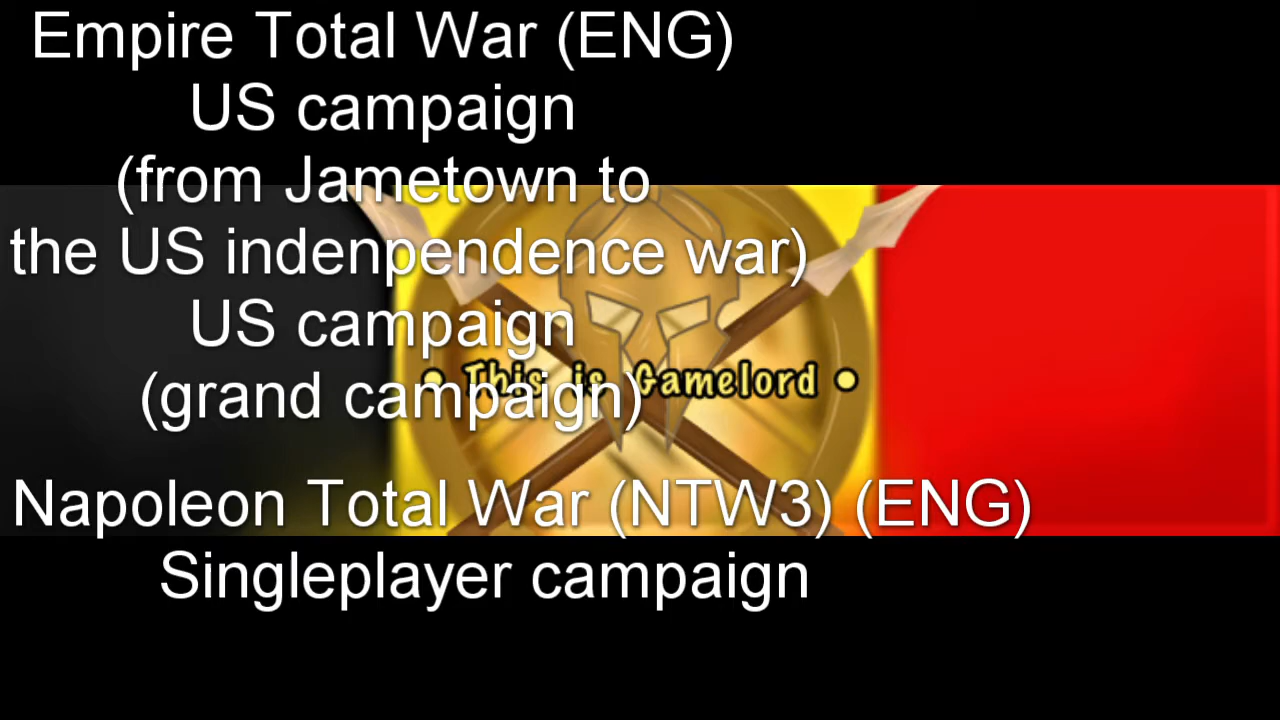 Empire Total War (ENG)
US campaign
(from Jametown to
the US indenpendence war)
US campaign
(grand campaign)
• This is Gamelord •
Napoleon Total War (NTW3) (ENG)
Singleplayer campaign